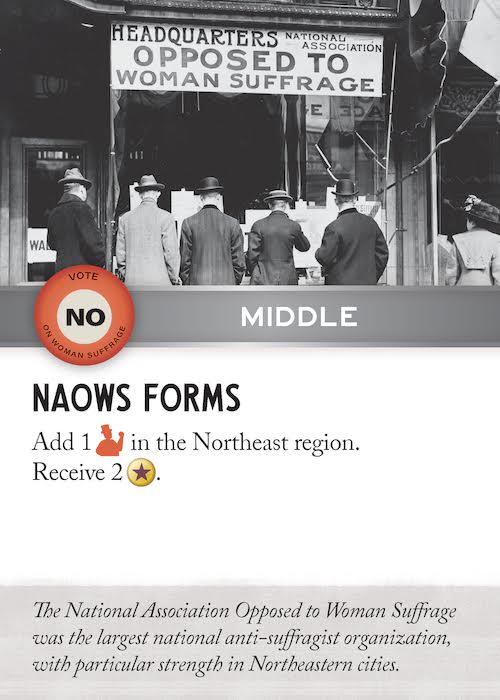 HEADQUARTERS NATIONAL ASSOCIATION
OPPOSED TO
WOMAN SUFFRAGE
VOTE
NO
ON WOMAN SUFFRAGE
MIDDLE
NAOWS FORMS
Add 1 in the Northeast region.
Receive 2 .
The National Association Opposed to Woman Suffrage
was the largest national anti-suffragist organization,
with particular strength in Northeastern cities.